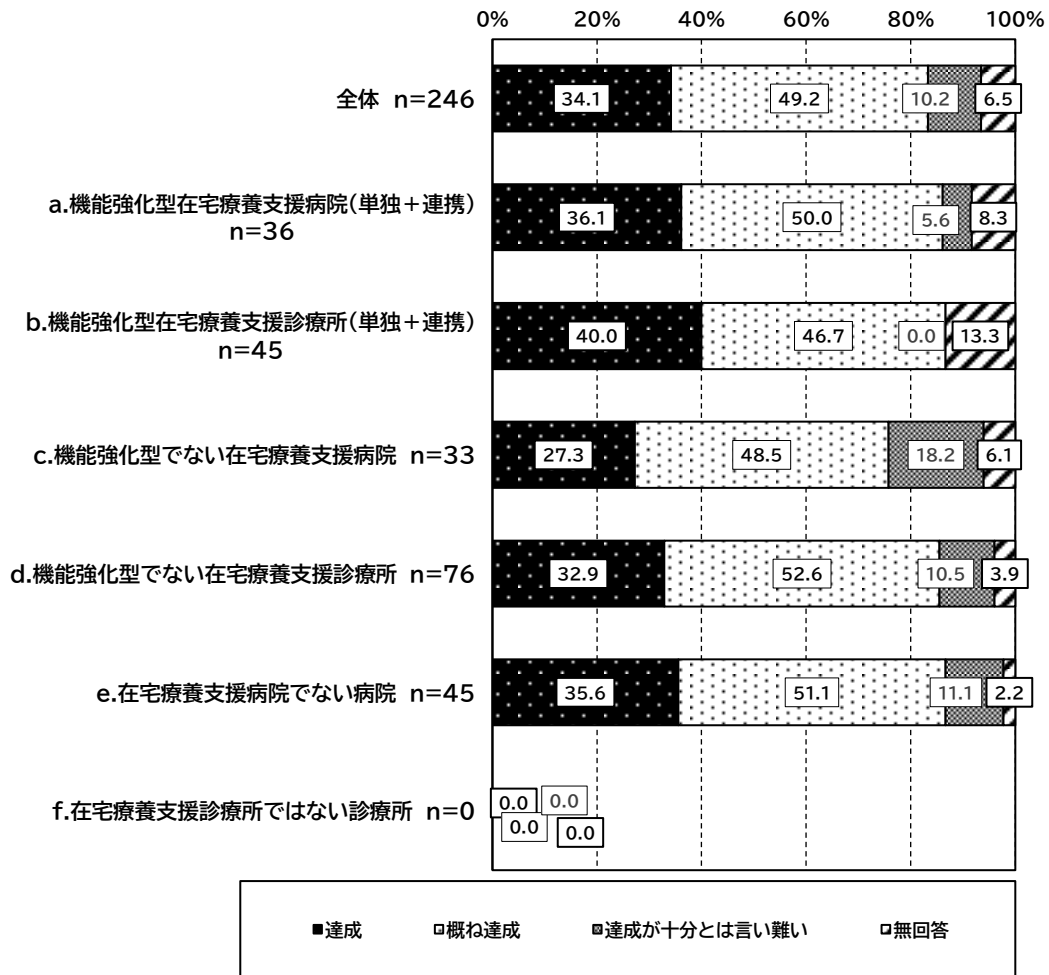 0% 20% 40% 60% 80% 100%
全体 n=246
34.1 49.2 10.2 6.5
a.機能強化型在宅療養支援病院(単独+連携)
n=36
36.1 50.0 5.6 8.3
b.機能強化型在宅療養支援診療所(単独+連携)
n=45
40.0 46.7 0.0 13.3
c.機能強化型でない在宅療養支援病院 n=33
27.3 48.5 18.2 6.1
d.機能強化型でない在宅療養支援診療所 n=76
32.9 52.6 10.5 3.9
e.在宅療養支援病院でない病院 n=45
35.6 51.1 11.1 2.2
f.在宅療養支援診療所ではない診療所 n=0
0.0 0.0
0.0 0.0
達成 概ね達成 達成が十分とは言い難い 無回答